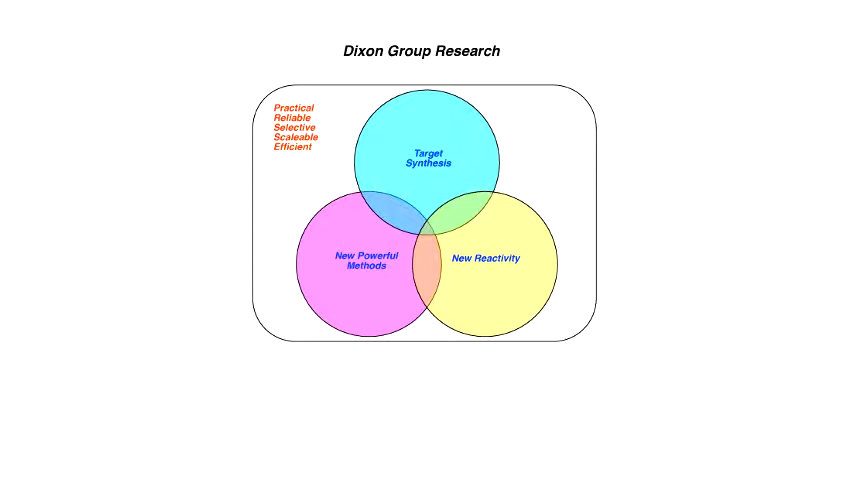 Dixon Group Research
Practical
Reliable
Selective
Scaleable
Efficient
Target
Synthesis
New Powerful
Methods
New Reactivity